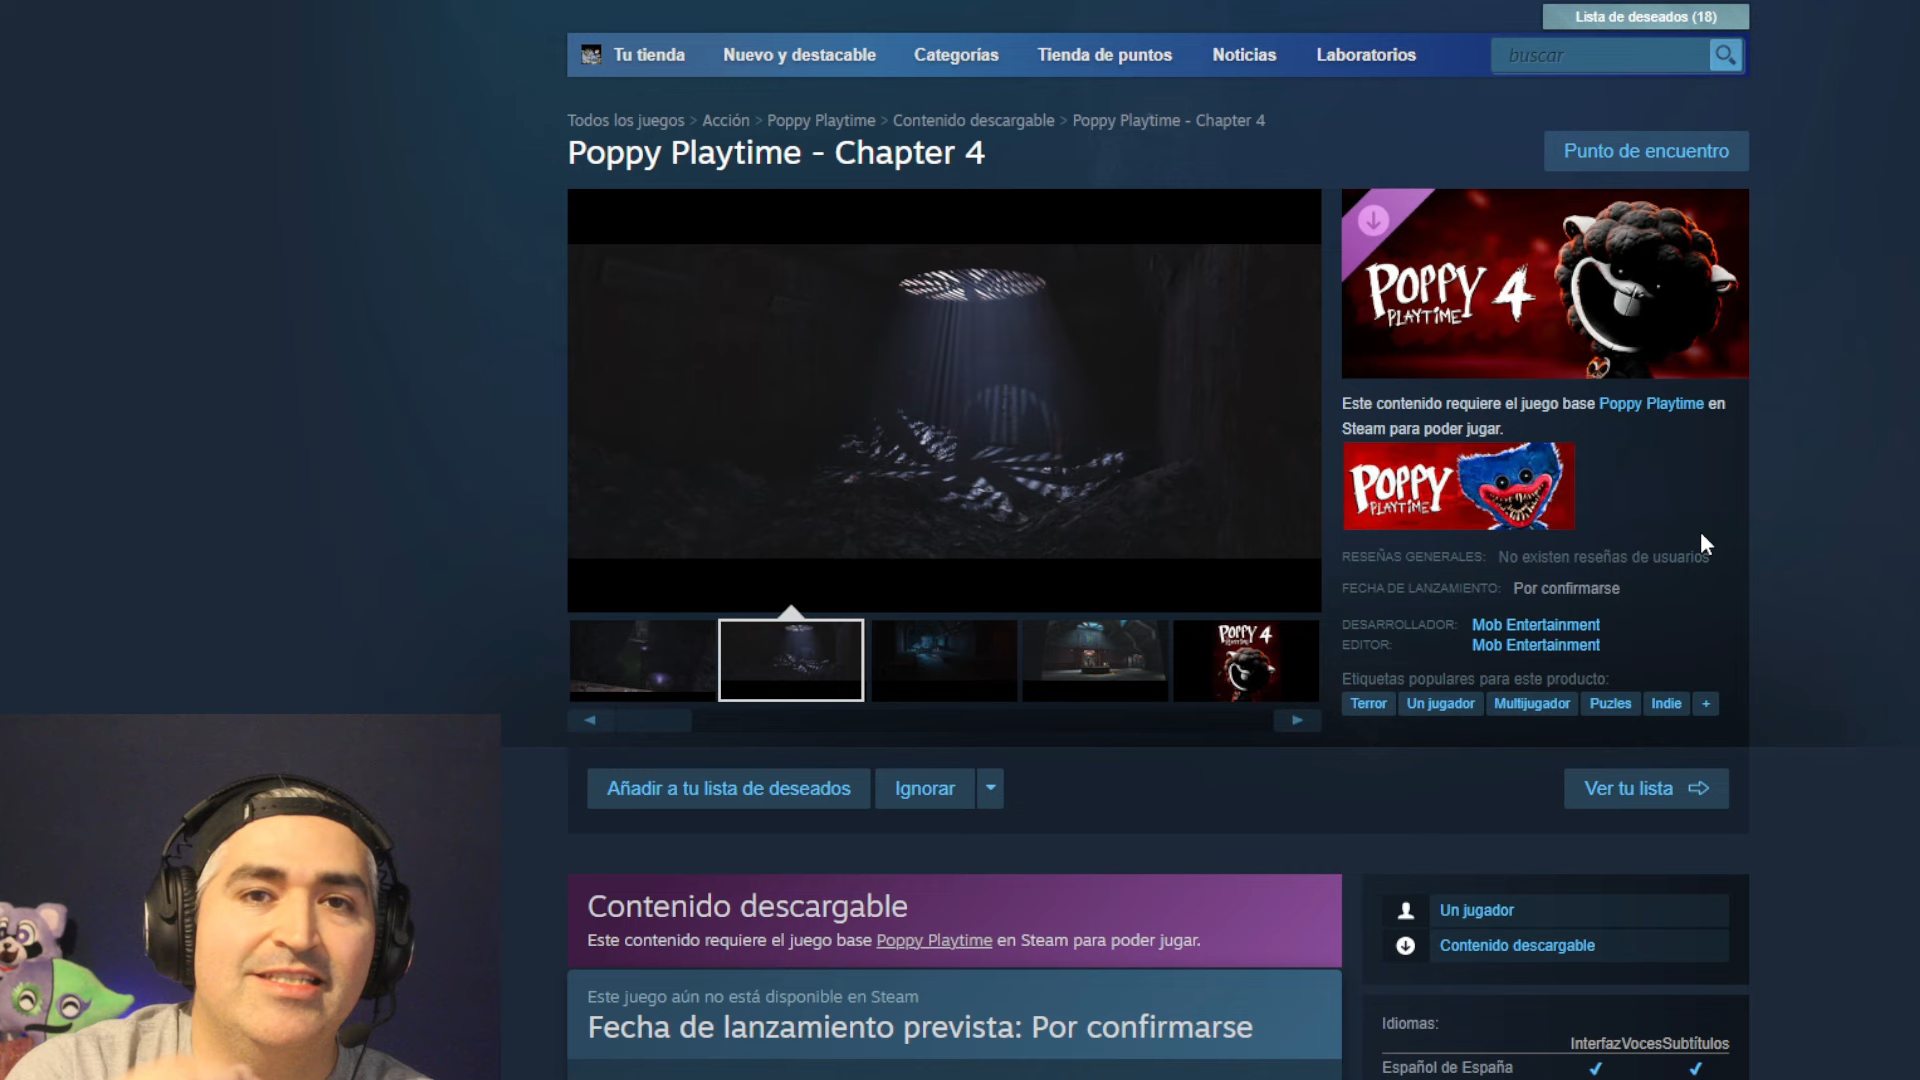 Lista de deseados (18)
Tu tienda
Nuevo y destacable
Categorías
Tienda de puntos
Noticias
Laboratorios
buscar
Todos los juegos > Acción > Poppy Playtime > Contenido descargable > Poppy Playtime - Chapter 4
Poppy Playtime - Chapter 4
Punto de encuentro
POPPY 4
PLAYTIME
Este contenido requiere el juego base Poppy Playtime en
Steam para poder jugar.
POPPY
PLAYTIME
RESEÑAS GENERALES: No existen reseñas de usuarios
FECHA DE LANZAMIENTO: Por confirmarse
DESARROLLADOR: Mob Entertainment
EDITOR: Mob Entertainment
Etiquetas populares para este producto:
Terror
Un jugador
Multijugador
Puzles
Indie
+
POPPY 4
PLAYTIME
Añadir a tu lista de deseados
Ignorar
Ver tu lista
Contenido descargable
Este contenido requiere el juego base Poppy Playtime en Steam para poder jugar.
Este juego aún no está disponible en Steam
Fecha de lanzamiento prevista: Por confirmarse
Un jugador
Contenido descargable
Idiomas:
InterfazVocesSubtítulos
Español de España ✔ ✔